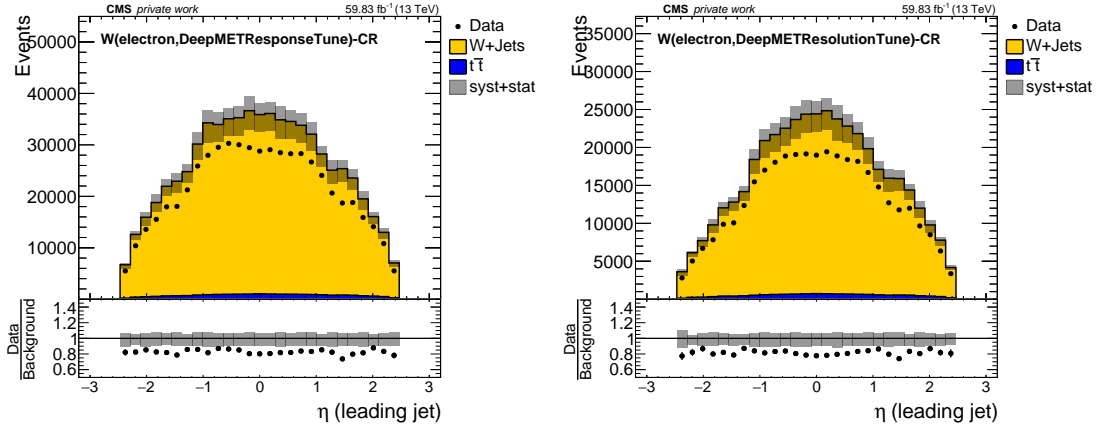 CMS private work 59.83 fb⁻¹ (13 TeV)
W(electron,DeepMETResponseTune)-CR
Events
50000
40000
30000
20000
10000
Data
W+Jets
tt̅
syst+stat
Data
Background
1.4
1.2
1
0.8
0.6
−3 −2 −1 0 1 2 3
η (leading jet)
CMS private work 59.83 fb⁻¹ (13 TeV)
W(electron,DeepMETResolutionTune)-CR
Events
35000
30000
25000
20000
15000
10000
5000
Data
W+Jets
tt̅
syst+stat
Data
Background
1.4
1.2
1
0.8
0.6
−3 −2 −1 0 1 2 3
η (leading jet)